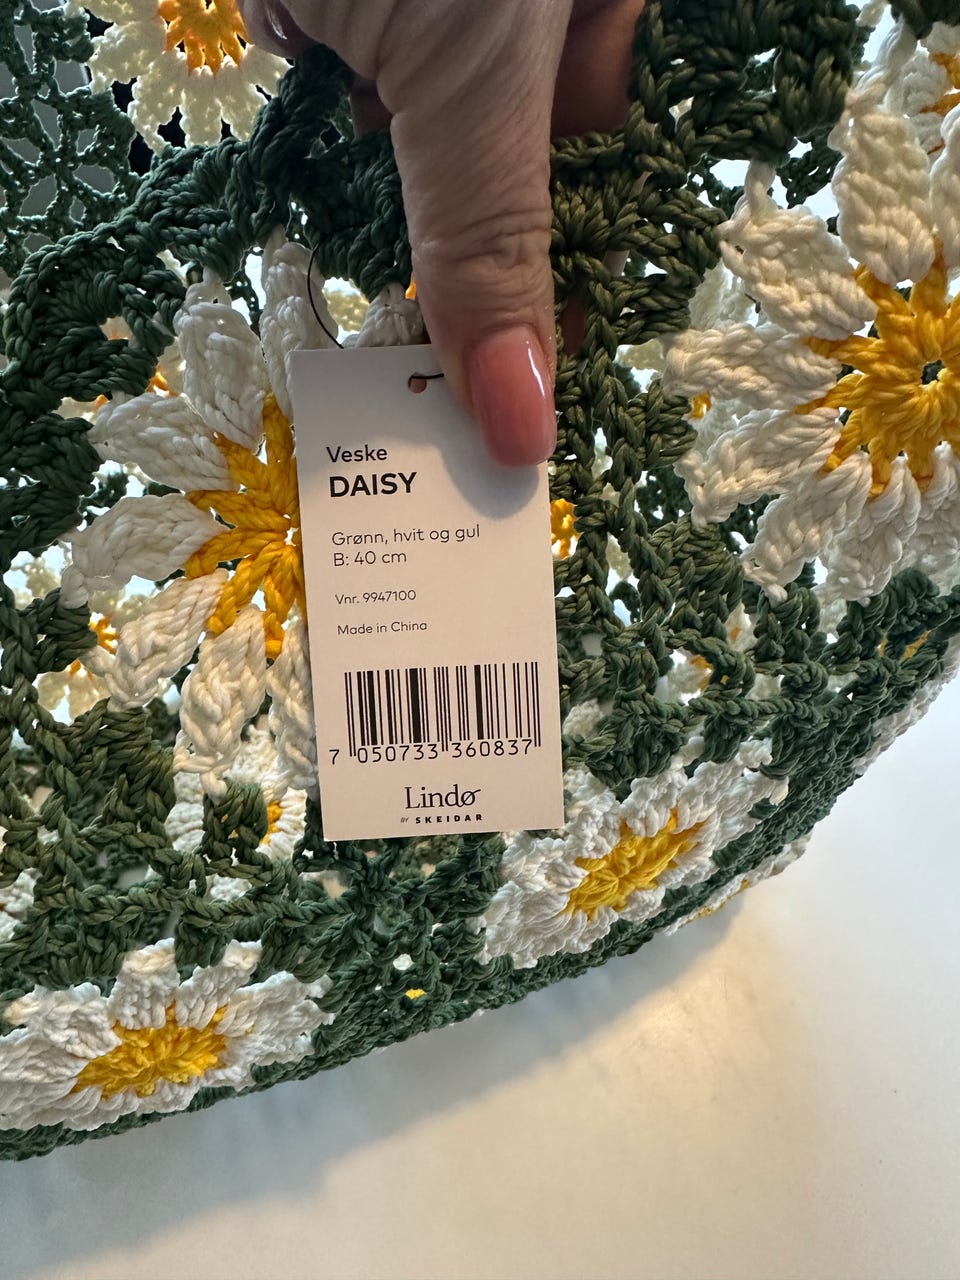 Veske
DAISY
Grønn, hvit og gul
B: 40 cm
Vnr. 9947100
Made in China
7 050733 360837
Lindø
BY SKEIDAR